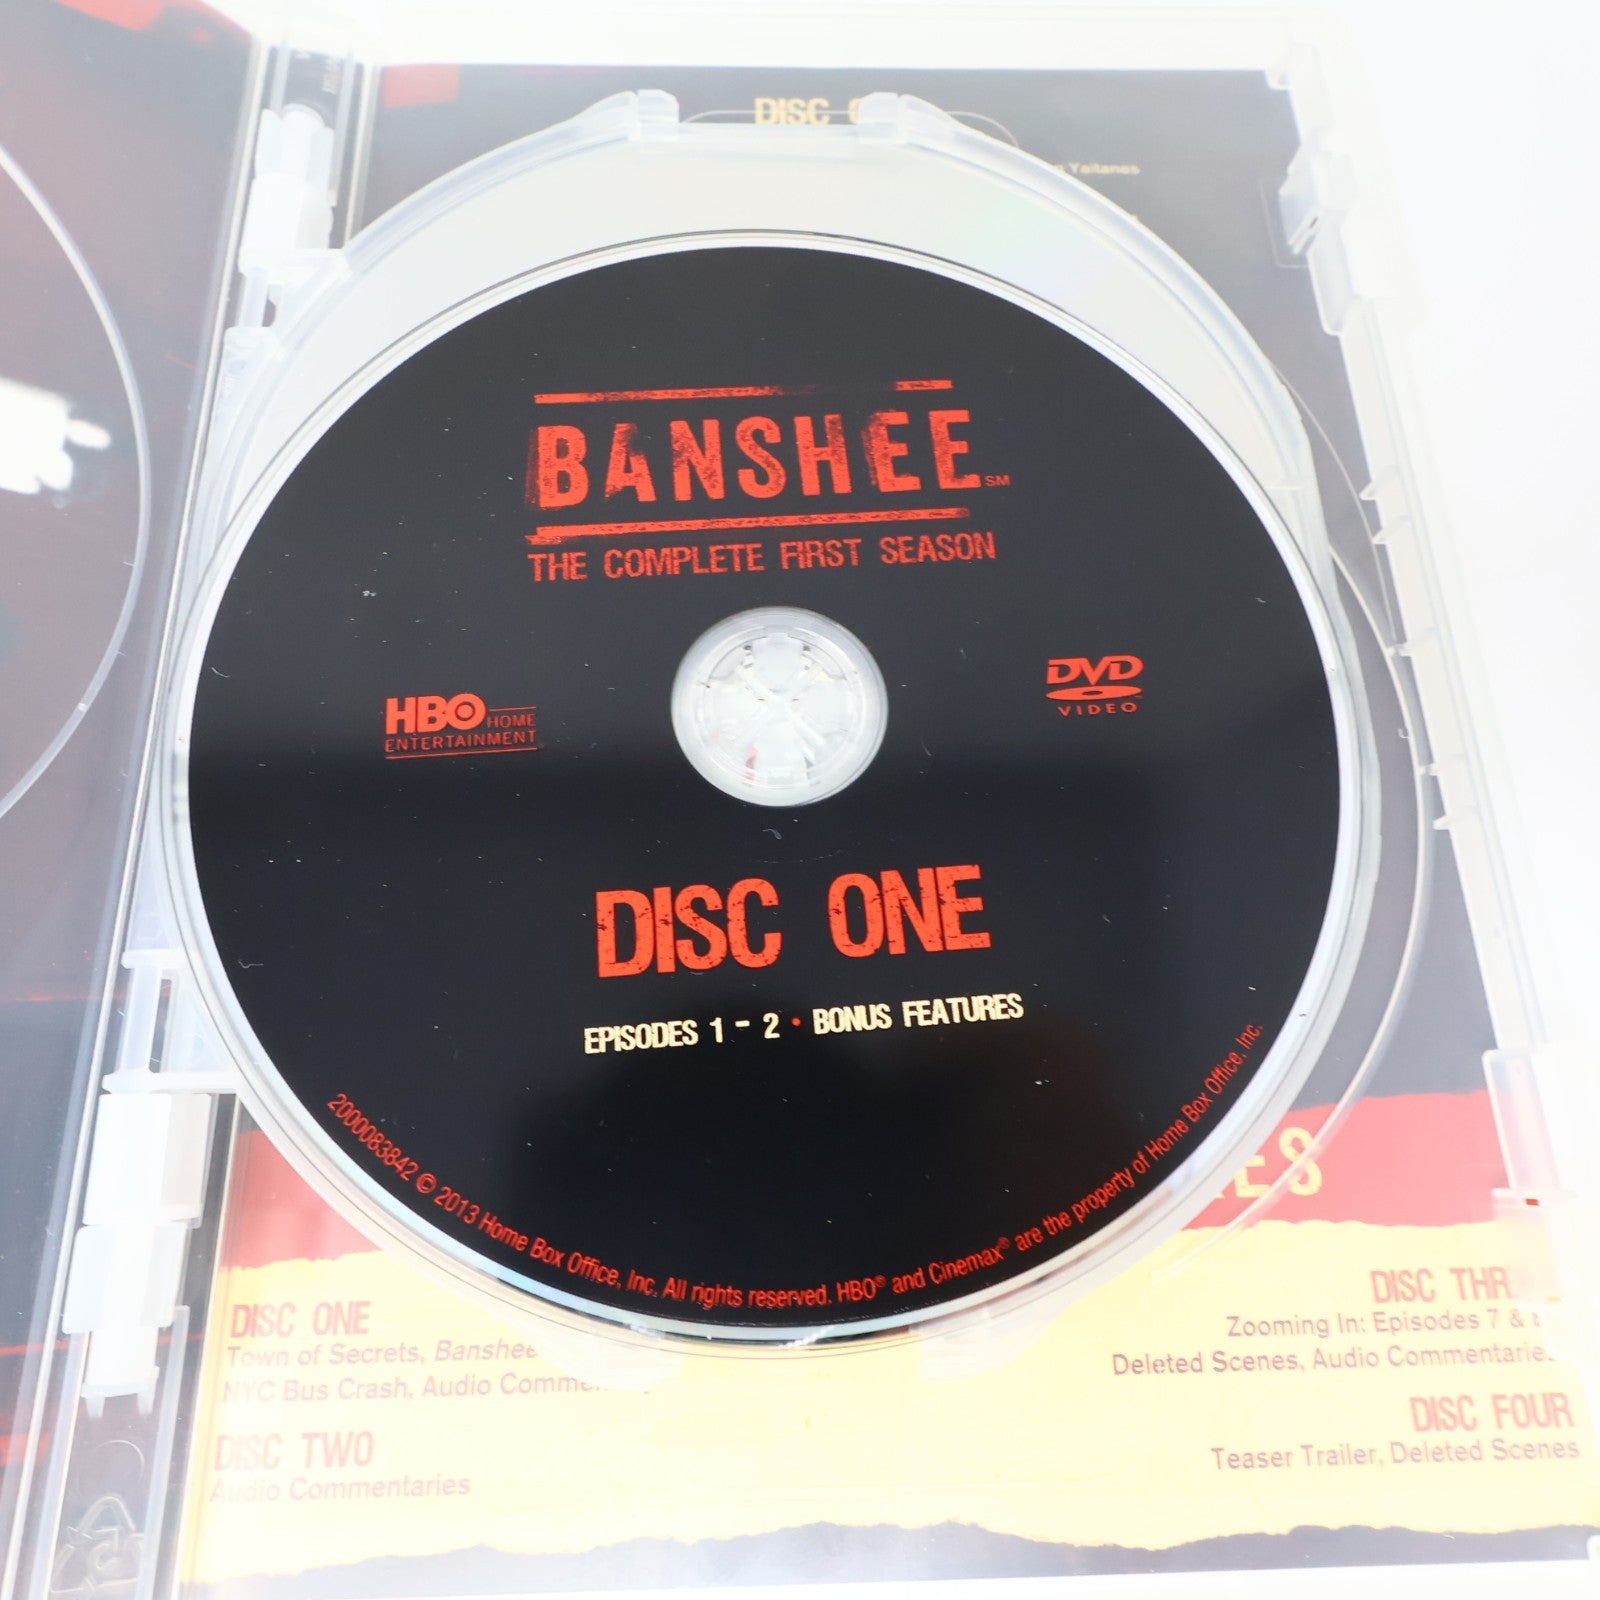 DISC
Yaitanes
BANSHEE SM
THE COMPLETE FIRST SEASON
HBO HOME
ENTERTAINMENT
DVD
VIDEO
DISC ONE
EPISODES 1 - 2 • BONUS FEATURES
2000083842 © 2013 Home Box Office, Inc. All rights reserved. HBO® and Cinemax® are the property of Home Box Office, Inc.
DISC ONE
Town of Secrets, Banshee
NYC Bus Crash, Audio
DISC TWO
Audio Commentaries
DISC
Zooming In: Episodes 7 &
Deleted Scenes, Audio Commentaries
DISC FOUR
Teaser Trailer, Deleted Scenes